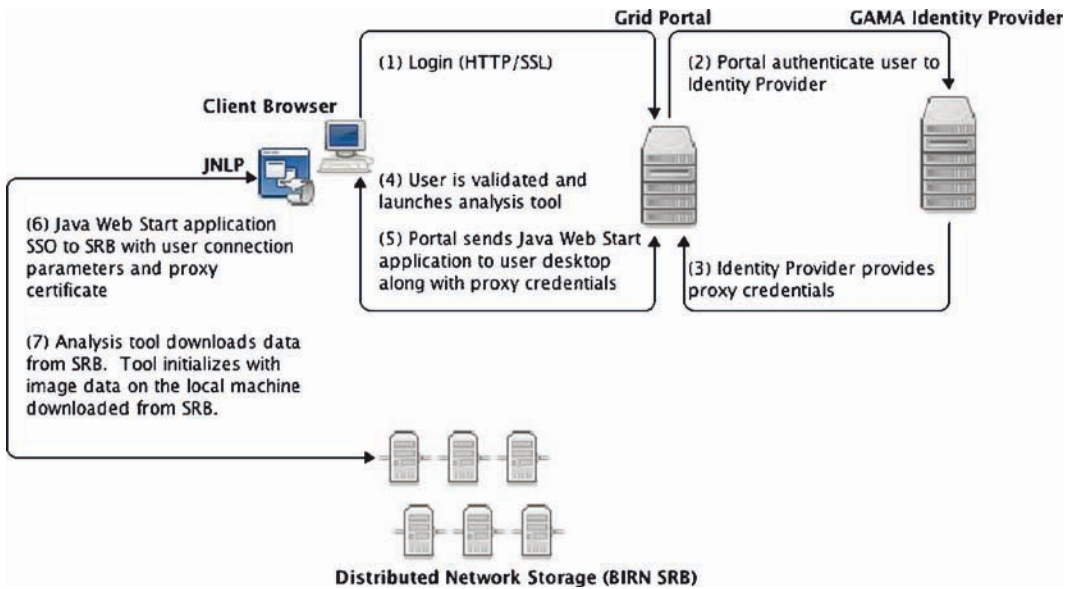 Grid Portal
GAMA Identity Provider
(1) Login (HTTP/SSL)
(2) Portal authenticate user to
Identity Provider
Client Browser
JNLP
(4) User is validated and
launches analysis tool
(5) Portal sends Java Web Start
application to user desktop
along with proxy credentials
(3) Identity Provider provides
proxy credentials
(6) Java Web Start application
SSO to SRB with user connection
parameters and proxy
certificate
(7) Analysis tool downloads data
from SRB. Tool initializes with
image data on the local machine
downloaded from SRB.
Distributed Network Storage (BIRN SRB)